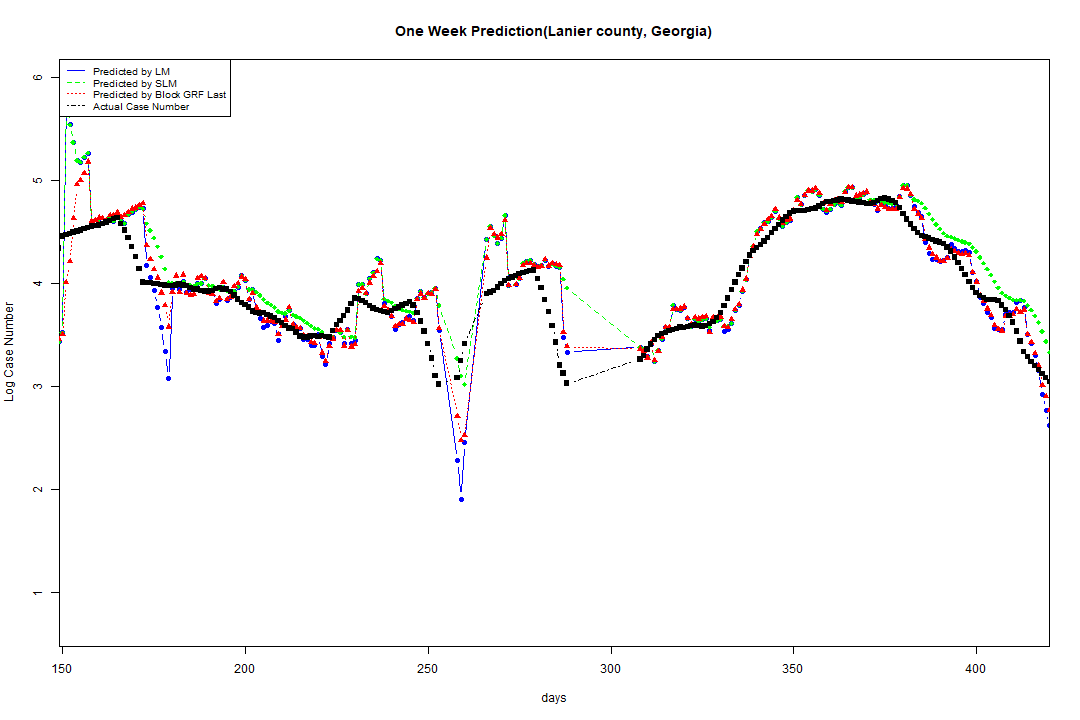 One Week Prediction(Lanier county, Georgia)
Predicted by LM
Predicted by SLM
Predicted by Block GRF Last
Actual Case Number
6
5
4
3
2
1
Log Case Number
150
200
250
300
350
400
days